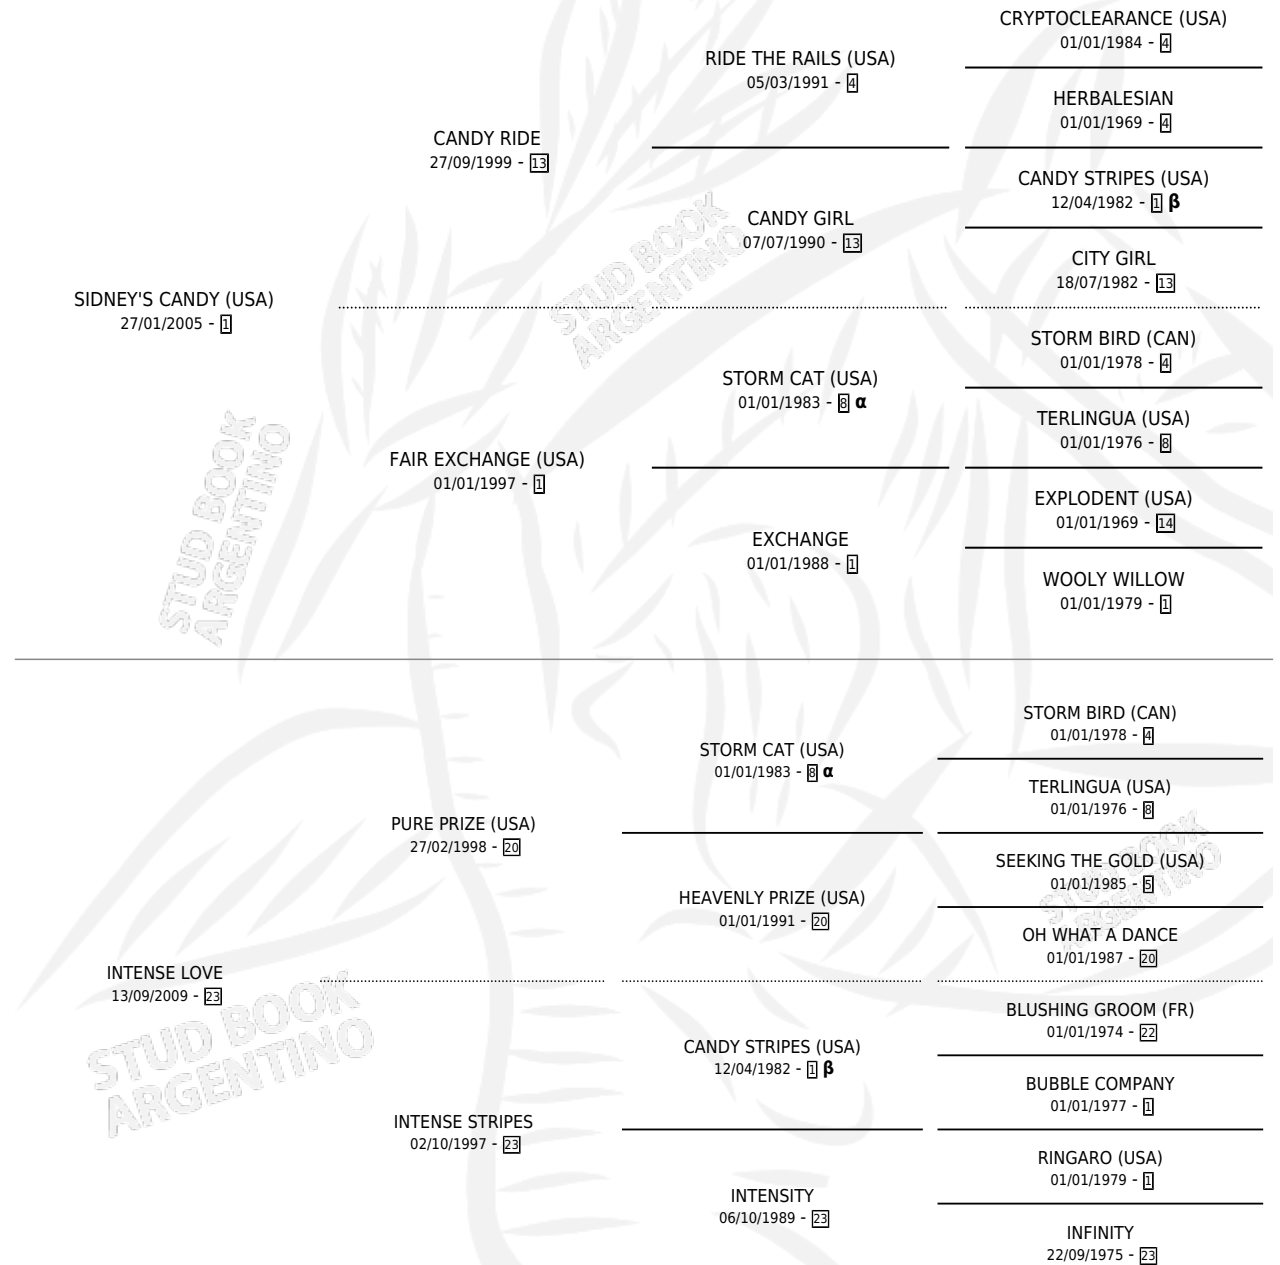 CRYPTOCLEARANCE (USA)
01/01/1984 - 4
RIDE THE RAILS (USA)
05/03/1991 - 4
HERBALESIAN
01/01/1969 - 4
CANDY RIDE
27/09/1999 - 13
CANDY STRIPES (USA)
12/04/1982 - 1 β
CANDY GIRL
07/07/1990 - 13
CITY GIRL
18/07/1982 - 13
SIDNEY'S CANDY (USA)
27/01/2005 - 1
STORM BIRD (CAN)
01/01/1978 - 4
STORM CAT (USA)
01/01/1983 - 8 α
TERLINGUA (USA)
01/01/1976 - 8
FAIR EXCHANGE (USA)
01/01/1997 - 1
EXPLODENT (USA)
01/01/1969 - 14
EXCHANGE
01/01/1988 - 1
WOOLY WILLOW
01/01/1979 - 1
STORM BIRD (CAN)
01/01/1978 - 4
STORM CAT (USA)
01/01/1983 - 8 α
TERLINGUA (USA)
01/01/1976 - 8
PURE PRIZE (USA)
27/02/1998 - 20
SEEKING THE GOLD (USA)
01/01/1985 - 5
HEAVENLY PRIZE (USA)
01/01/1991 - 20
OH WHAT A DANCE
01/01/1987 - 20
INTENSE LOVE
13/09/2009 - 23
BLUSHING GROOM (FR)
01/01/1974 - 22
CANDY STRIPES (USA)
12/04/1982 - 1 β
BUBBLE COMPANY
01/01/1977 - 1
INTENSE STRIPES
02/10/1997 - 23
RINGARO (USA)
01/01/1979 - 1
INTENSITY
06/10/1989 - 23
INFINITY
22/09/1975 - 23
STUD BOOK
ARGENTINO
STUD BOOK
ARGENTINO
STUD BOOK
ARGENTINO
STUD BOOK
ARGENTINO